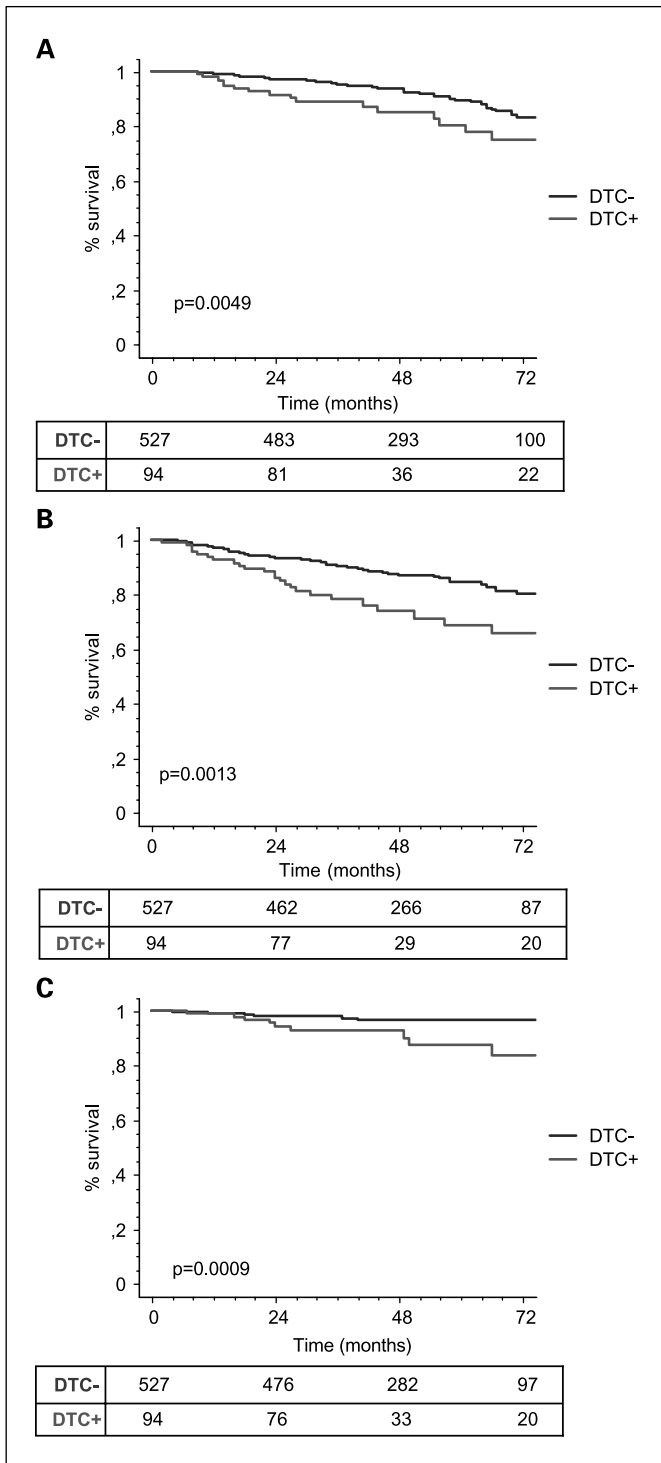 A
1
,8
,6
,4
,2
0
% survival
p=0.0049
DTC-
DTC+
0 24 48 72
Time (months)
DTC- 527 483 293 100
DTC+ 94 81 36 22
B
1
,8
,6
,4
,2
0
% survival
p=0.0013
DTC-
DTC+
0 24 48 72
Time (months)
DTC- 527 462 266 87
DTC+ 94 77 29 20
C
1
,8
,6
,4
,2
0
% survival
p=0.0009
DTC-
DTC+
0 24 48 72
Time (months)
DTC- 527 476 282 97
DTC+ 94 76 33 20